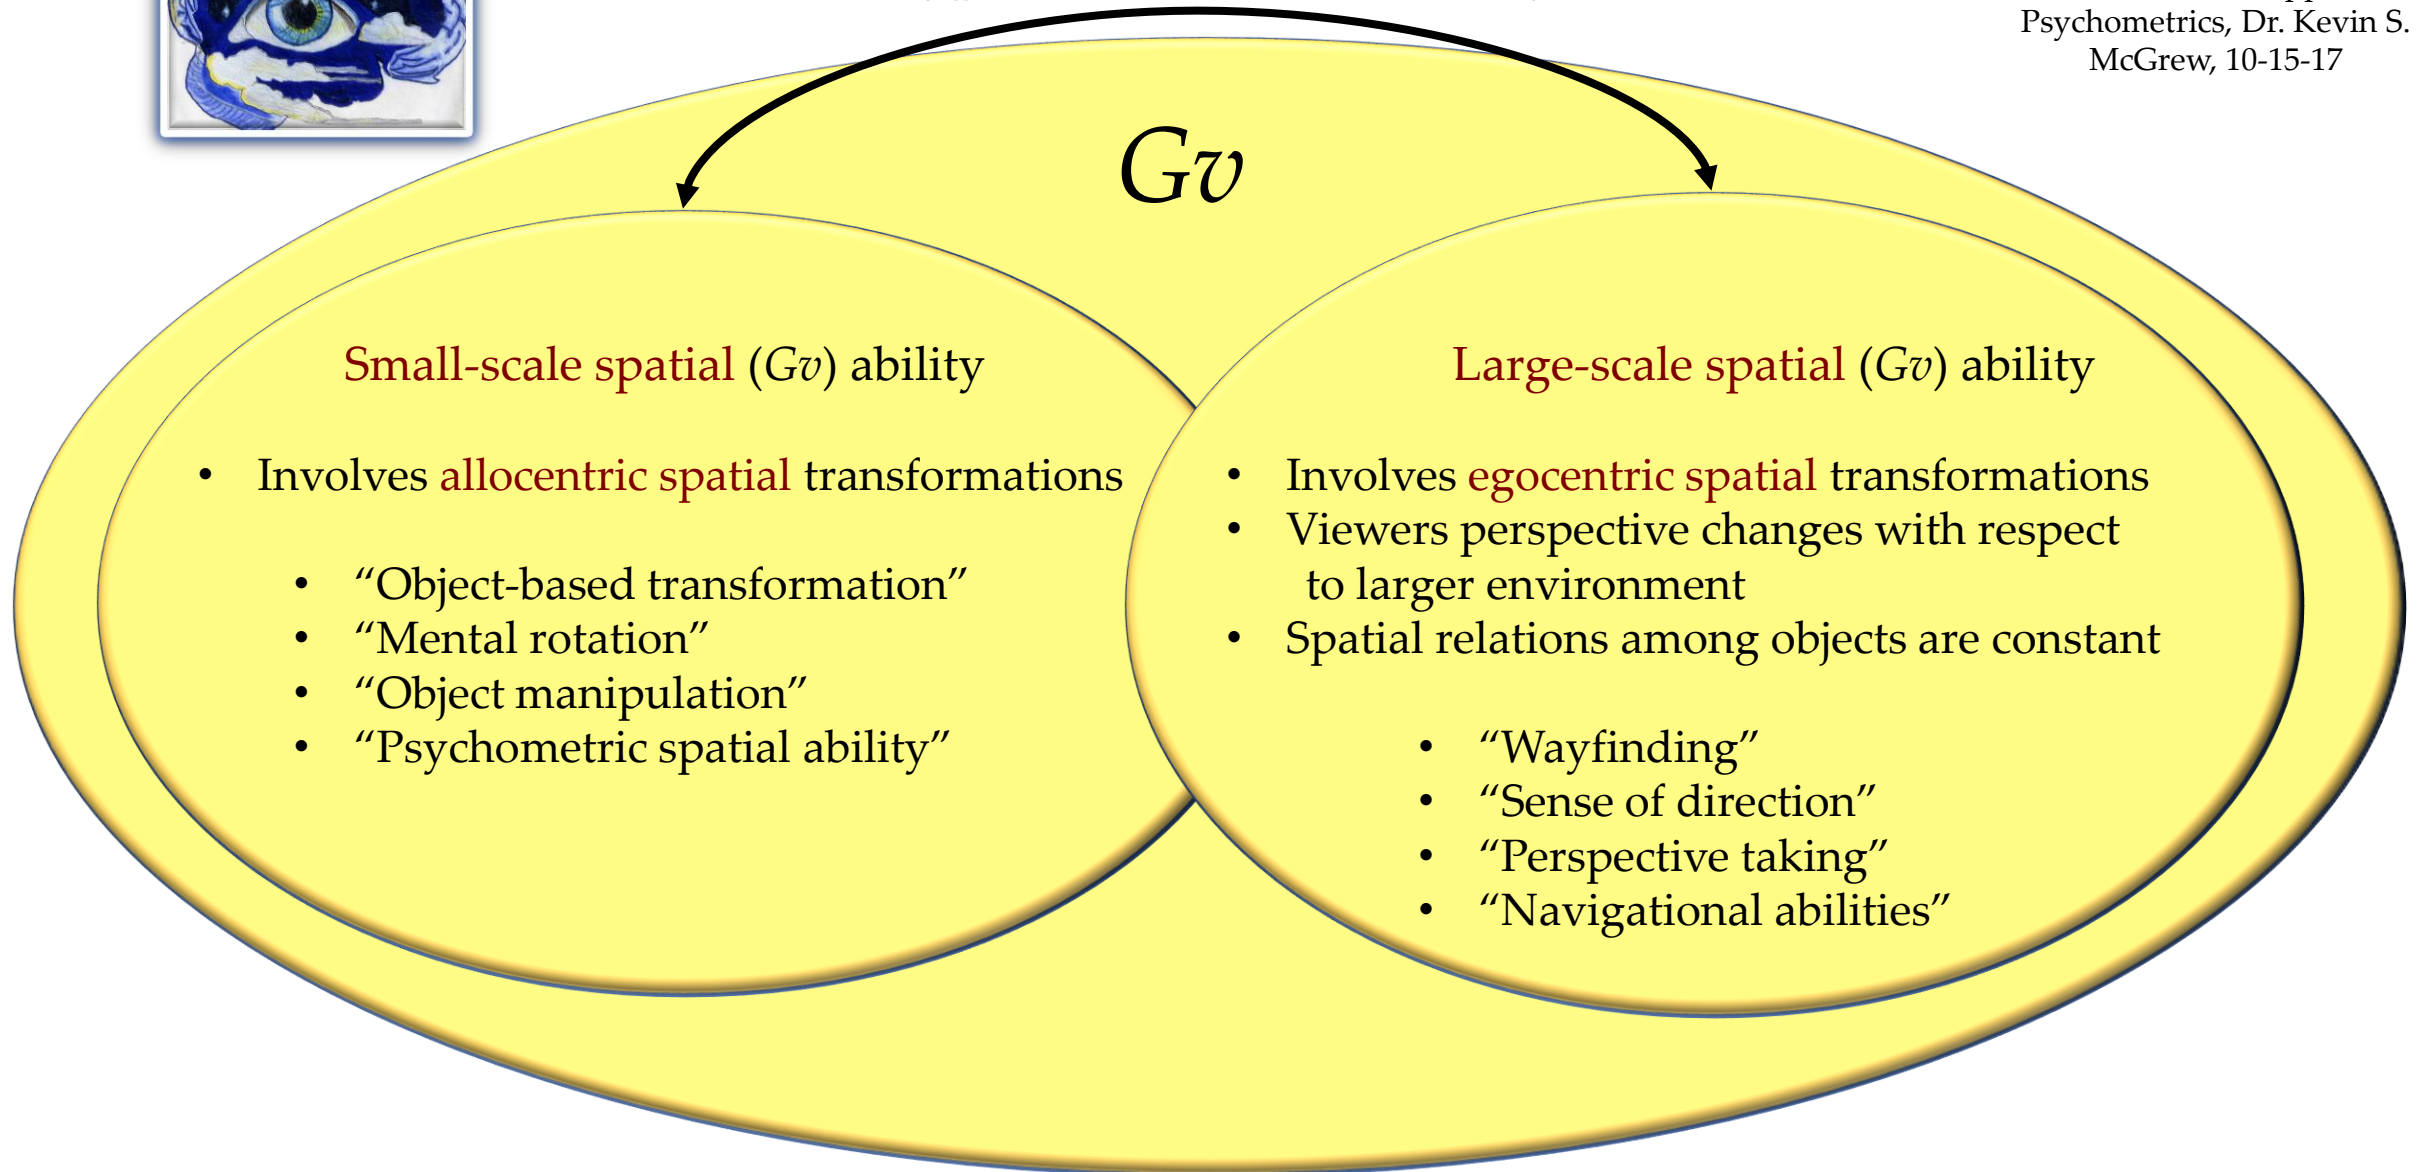 Psychometrics, Dr. Kevin S.
McGrew, 10-15-17
Gv
Small-scale spatial (Gv) ability
• Involves allocentric spatial transformations
• “Object-based transformation”
• “Mental rotation”
• “Object manipulation”
• “Psychometric spatial ability”
Large-scale spatial (Gv) ability
• Involves egocentric spatial transformations
• Viewers perspective changes with respect
to larger environment
• Spatial relations among objects are constant
• “Wayfinding”
• “Sense of direction”
• “Perspective taking”
• “Navigational abilities”